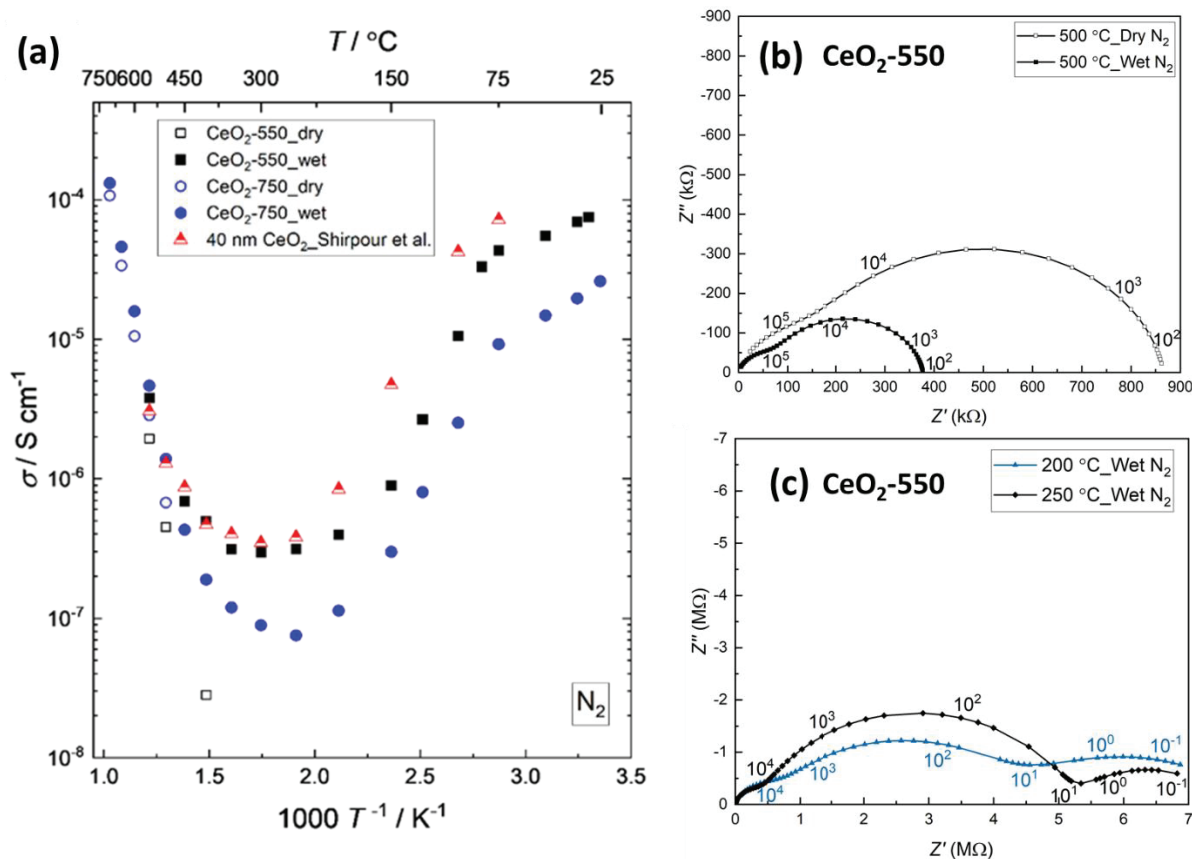 (a)
T / °C
750 600 450 300 150 75 25
CeO₂-550_dry
CeO₂-550_wet
CeO₂-750_dry
CeO₂-750_wet
40 nm CeO₂_Shirpour et al.
σ / S cm⁻¹
10⁻⁴
10⁻⁵
10⁻⁶
10⁻⁷
10⁻⁸
N₂
1.0 1.5 2.0 2.5 3.0 3.5
1000 T⁻¹ / K⁻¹
(b) CeO₂-550
500 °C_Dry N₂
500 °C_Wet N₂
Z″ (kΩ)
-900
-800
-700
-600
-500
-400
-300
-200
-100
0
10⁵ 10⁴ 10³ 10²
10⁵ 10⁴ 10³ 10²
0 100 200 300 400 500 600 700 800 900
Z′ (kΩ)
(c) CeO₂-550
200 °C_Wet N₂
250 °C_Wet N₂
Z″ (MΩ)
-7
-6
-5
-4
-3
-2
-1
0
10⁴ 10³ 10² 10¹ 10⁰ 10⁻¹
10⁴ 10³ 10² 10¹ 10⁰ 10⁻¹
0 1 2 3 4 5 6 7
Z′ (MΩ)